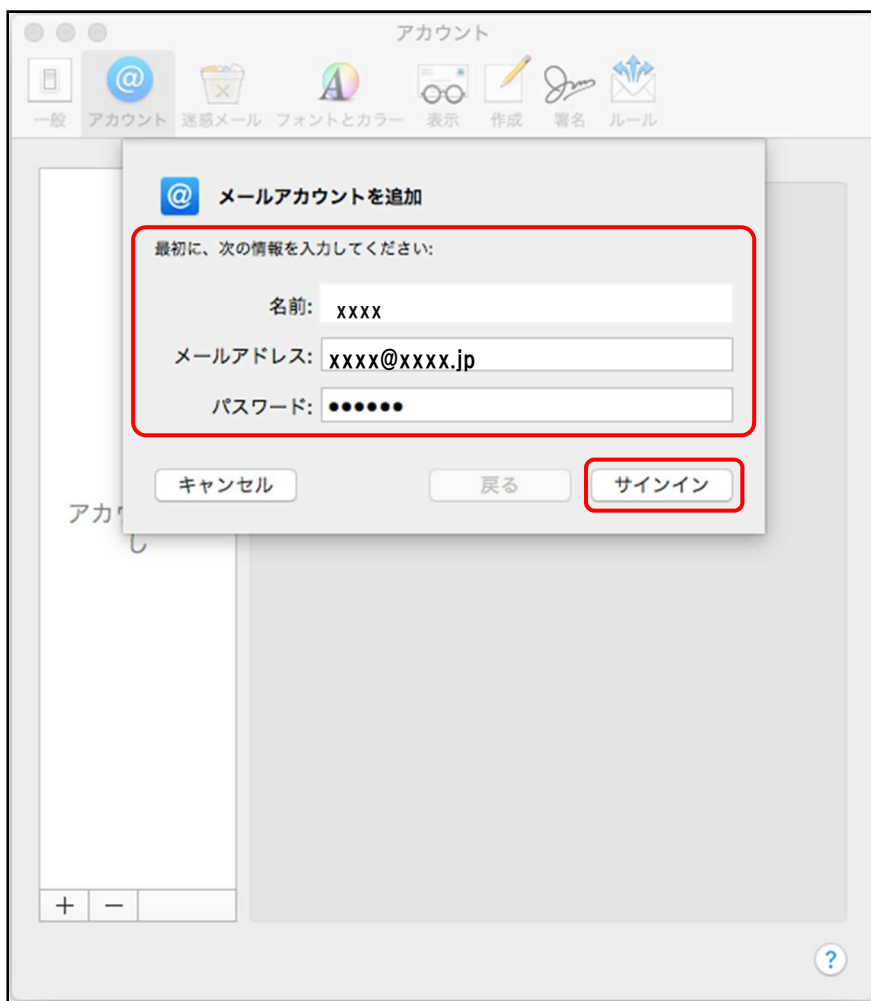 アカウント
一般 アカウント 迷惑メール フォントとカラー 表示 作成 署名 ルール
メールアカウントを追加
最初に、次の情報を入力してください:
名前: xxxx
メールアドレス: xxxx@xxxx.jp
パスワード: ●●●●●●
キャンセル 戻る サインイン
アカ
し
+ −
?